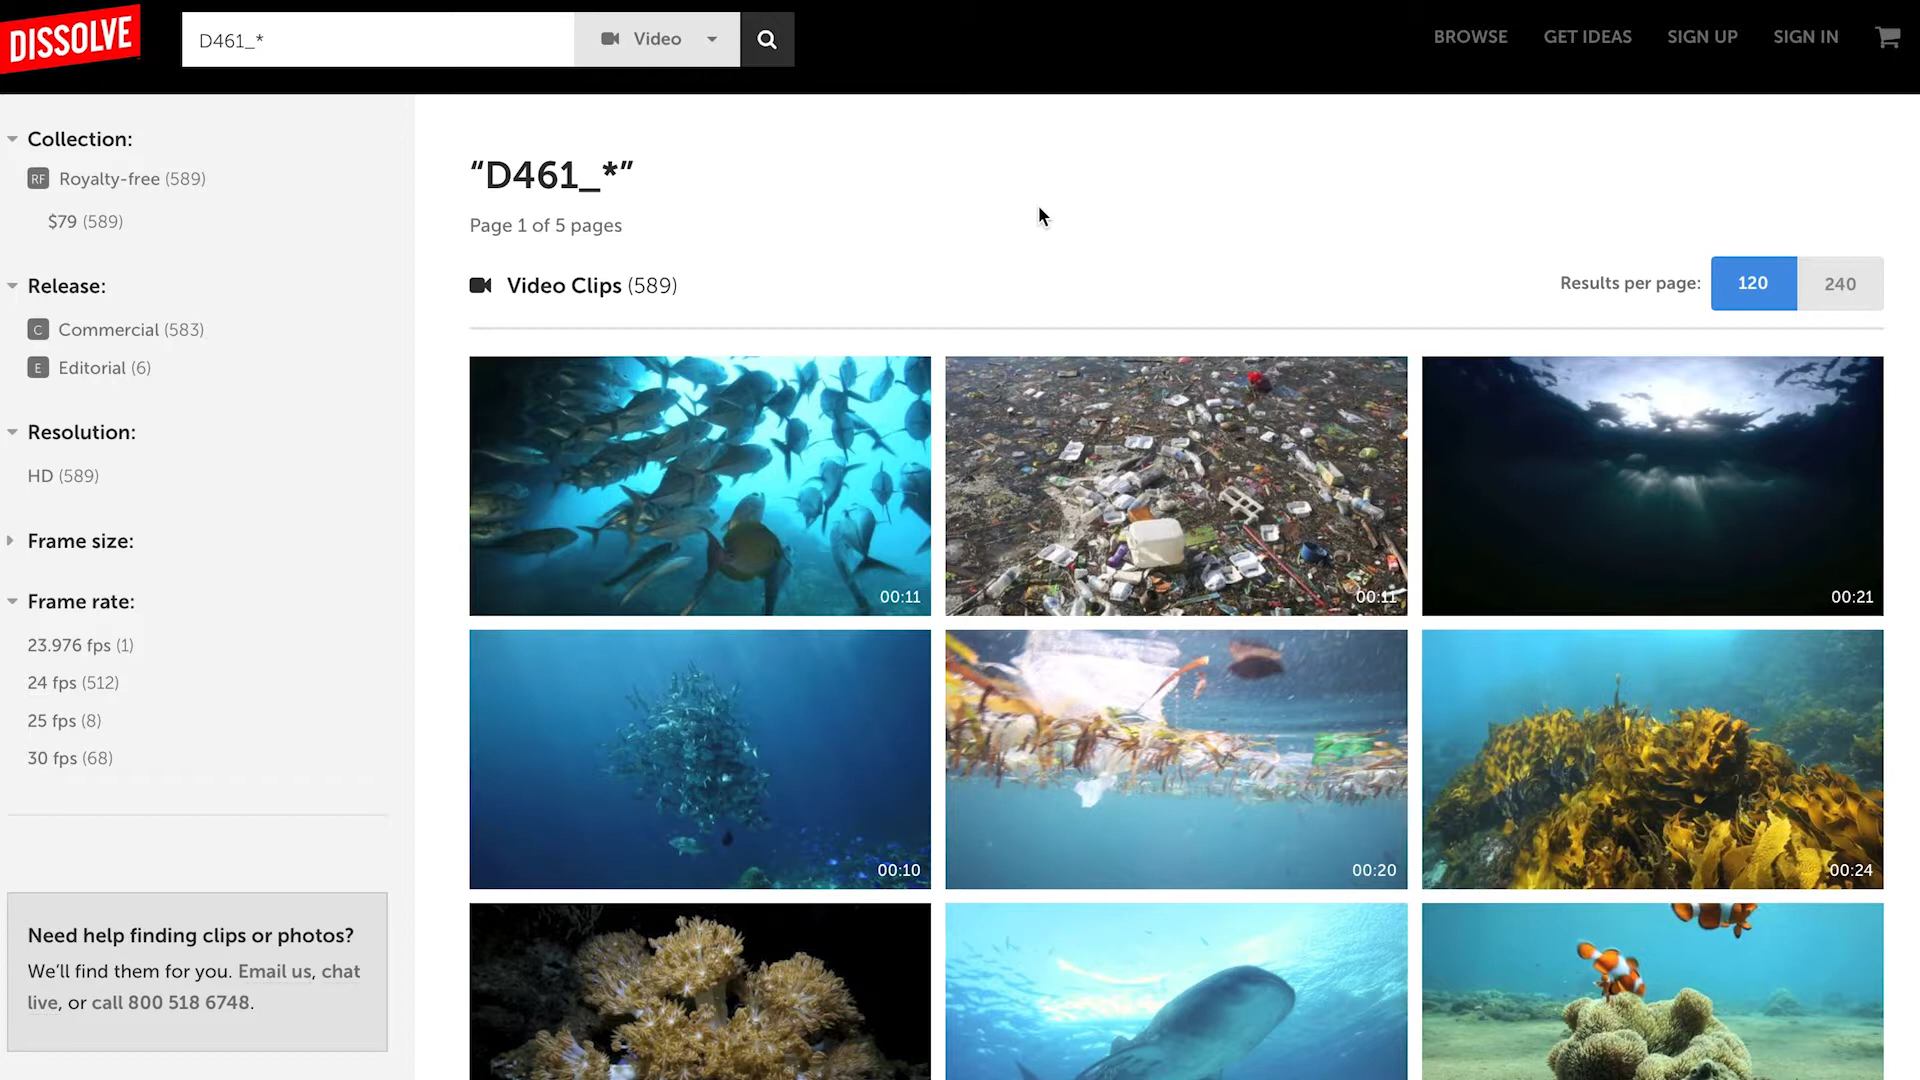 DISSOLVE
D461_*
Video
BROWSE
GET IDEAS
SIGN UP
SIGN IN
Collection:
RF Royalty-free (589)
$79 (589)
Release:
C Commercial (583)
E Editorial (6)
Resolution:
HD (589)
Frame size:
Frame rate:
23.976 fps (1)
24 fps (512)
25 fps (8)
30 fps (68)
Need help finding clips or photos?
We’ll find them for you. Email us, chat
live, or call 800 518 6748.
“D461_*”
Page 1 of 5 pages
Video Clips (589)
Results per page: 120 240
00:11
00:11
00:21
00:10
00:20
00:24